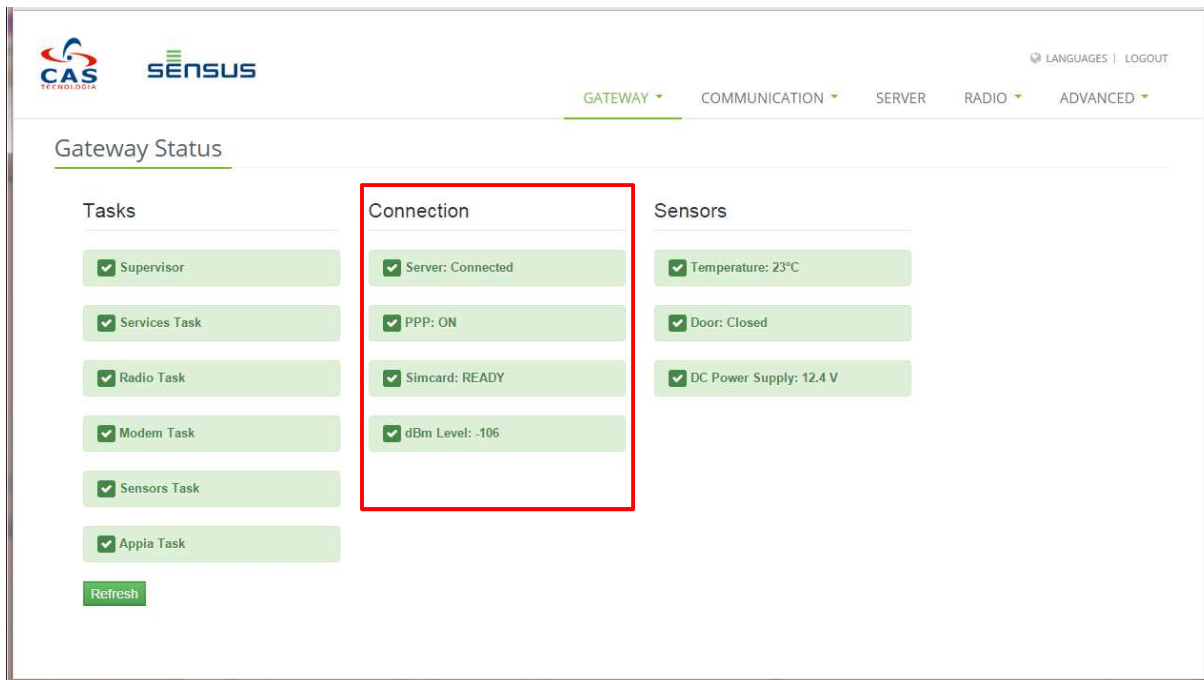 CAS
TECNOLOGIA
sensus
LANGUAGES | LOGOUT
GATEWAY COMMUNICATION SERVER RADIO ADVANCED
Gateway Status
Tasks
Supervisor
Services Task
Radio Task
Modem Task
Sensors Task
Appia Task
Refresh
Connection
Server: Connected
PPP: ON
Simcard: READY
dBm Level: -106
Sensors
Temperature: 23°C
Door: Closed
DC Power Supply: 12.4 V